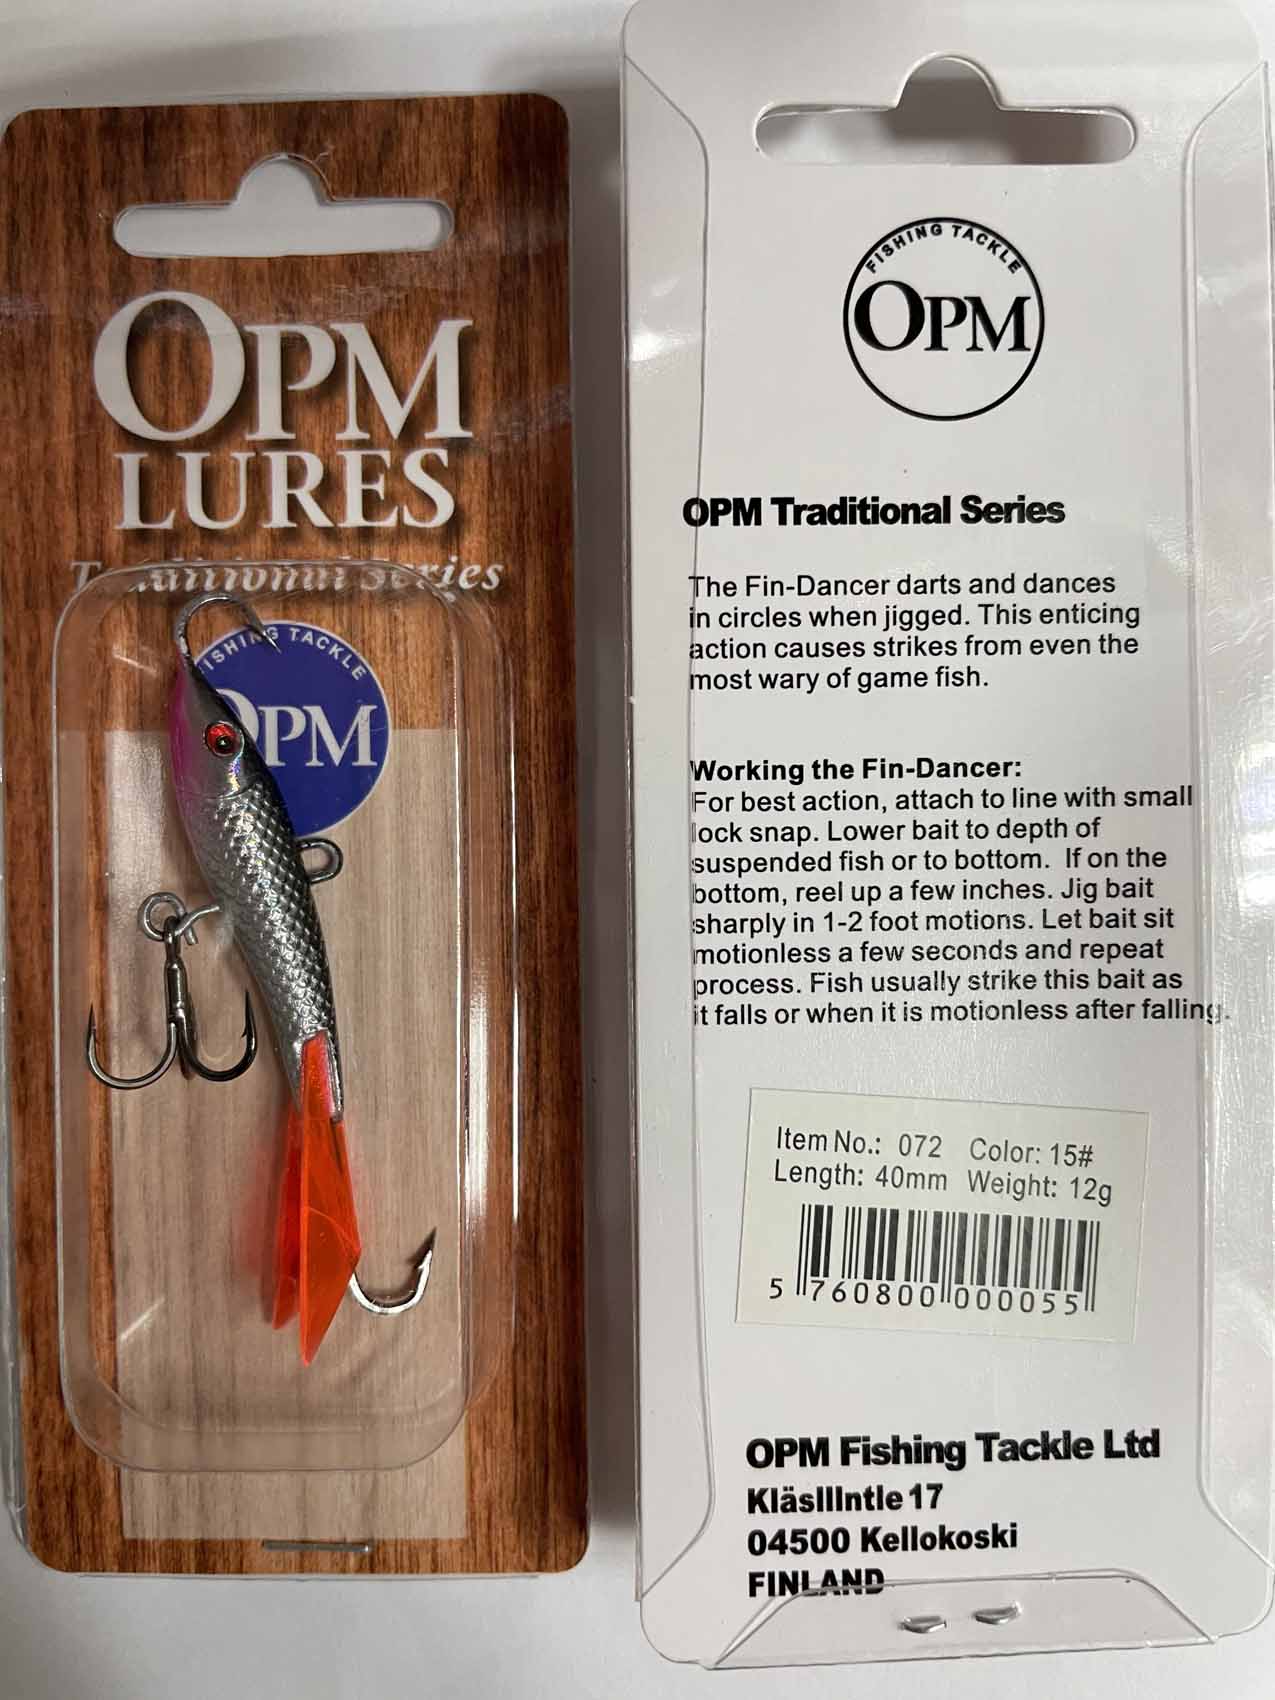 OPM
LURES
Traditional Series
FISHING TACKLE
OPM
FISHING TACKLE
OPM
OPM Traditional Series
The Fin-Dancer darts and dances
in circles when jigged. This enticing
action causes strikes from even the
most wary of game fish.
Working the Fin-Dancer:
For best action, attach to line with small
lock snap. Lower bait to depth of
suspended fish or to bottom. If on the
bottom, reel up a few inches. Jig bait
sharply in 1-2 foot motions. Let bait sit
motionless a few seconds and repeat
process. Fish usually strike this bait as
it falls or when it is motionless after falling.
Item No.: 072 Color: 15#
Length: 40mm Weight: 12g
5 760800 000055
OPM Fishing Tackle Ltd
KläsIIIntle 17
04500 Kellokoski
FINLAND